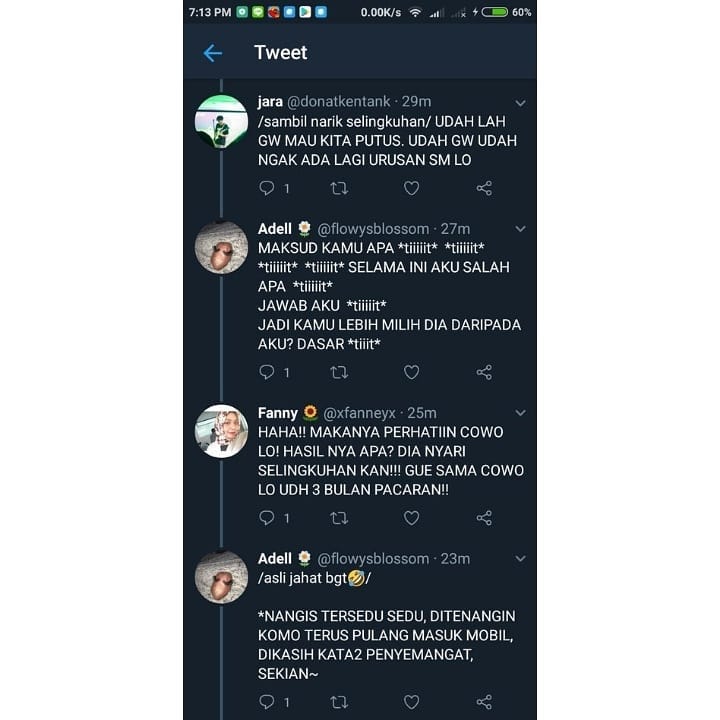 7:13 PM 0.00K/s 60%
Tweet
jara @donatkentank · 29m
/sambil narik selingkuhan/ UDAH LAH
GW MAU KITA PUTUS. UDAH GW UDAH
NGAK ADA LAGI URUSAN SM LO
1
Adell 🌼 @flowysblossom · 27m
MAKSUD KAMU APA *tiiiiit* *tiiiiit*
*tiiiiit* *tiiiiit* SELAMA INI AKU SALAH
APA *tiiiiit*
JAWAB AKU *tiiiiit*
JADI KAMU LEBIH MILIH DIA DARIPADA
AKU? DASAR *tiiit*
1
Fanny 🌻 @xfanneyx · 25m
HAHA!! MAKANYA PERHATIIN COWO
LO! HASIL NYA APA? DIA NYARI
SELINGKUHAN KAN!!! GUE SAMA COWO
LO UDH 3 BULAN PACARAN!!
1
Adell 🌼 @flowysblossom · 23m
/asli jahat bgt🤣/
*NANGIS TERSEDU SEDU, DITENANGIN
KOMO TERUS PULANG MASUK MOBIL,
DIKASIH KATA2 PENYEMANGAT,
SEKIAN~
1